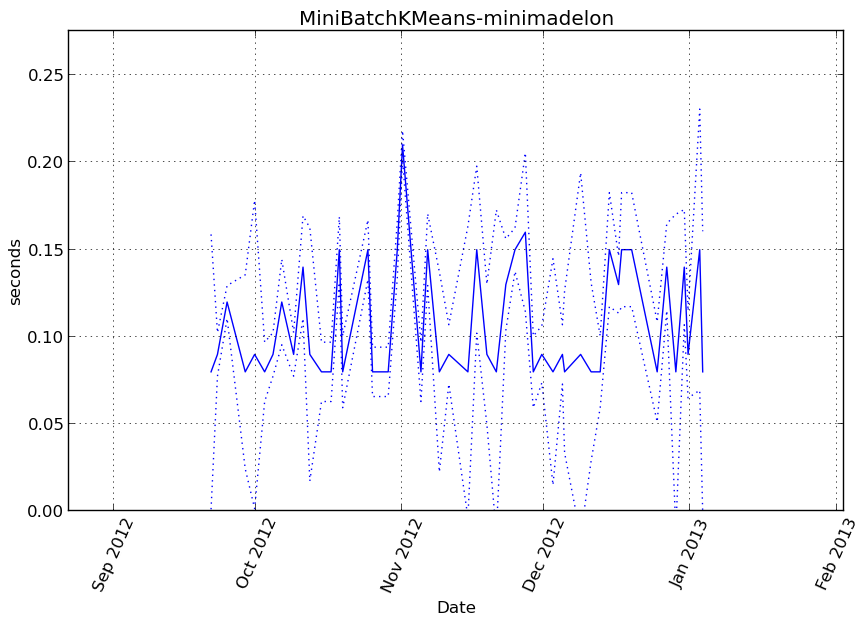 MiniBatchKMeans-minimadelon
seconds
0.25
0.20
0.15
0.10
0.05
0.00
Sep 2012
Oct 2012
Nov 2012
Dec 2012
Jan 2013
Feb 2013
Date